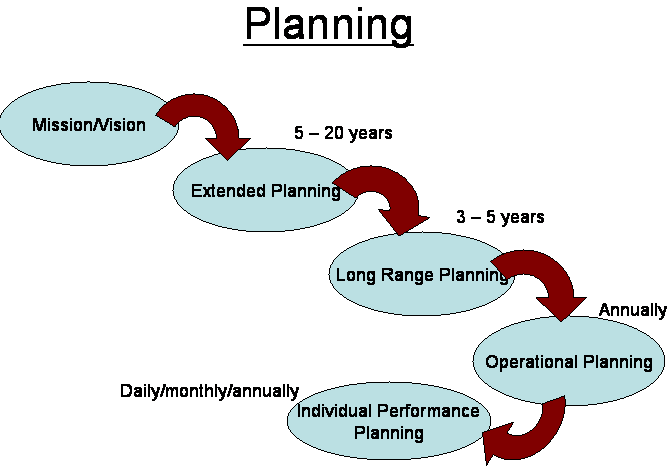 Planning
Mission/Vision
5 – 20 years
Extended Planning
3 – 5 years
Long Range Planning
Annually
Operational Planning
Daily/monthly/annually
Individual Performance
Planning